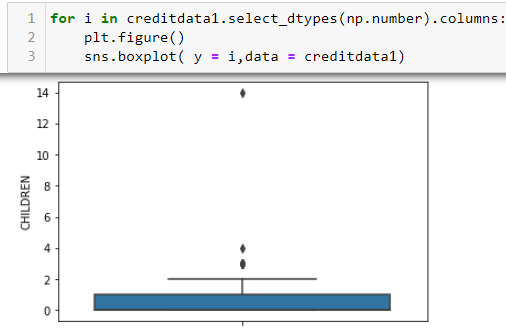 1 for i in creditdata1.select_dtypes(np.number).columns:
2     plt.figure()
3     sns.boxplot( y = i,data = creditdata1)
14
12
10
8
6
4
2
0
CHILDREN